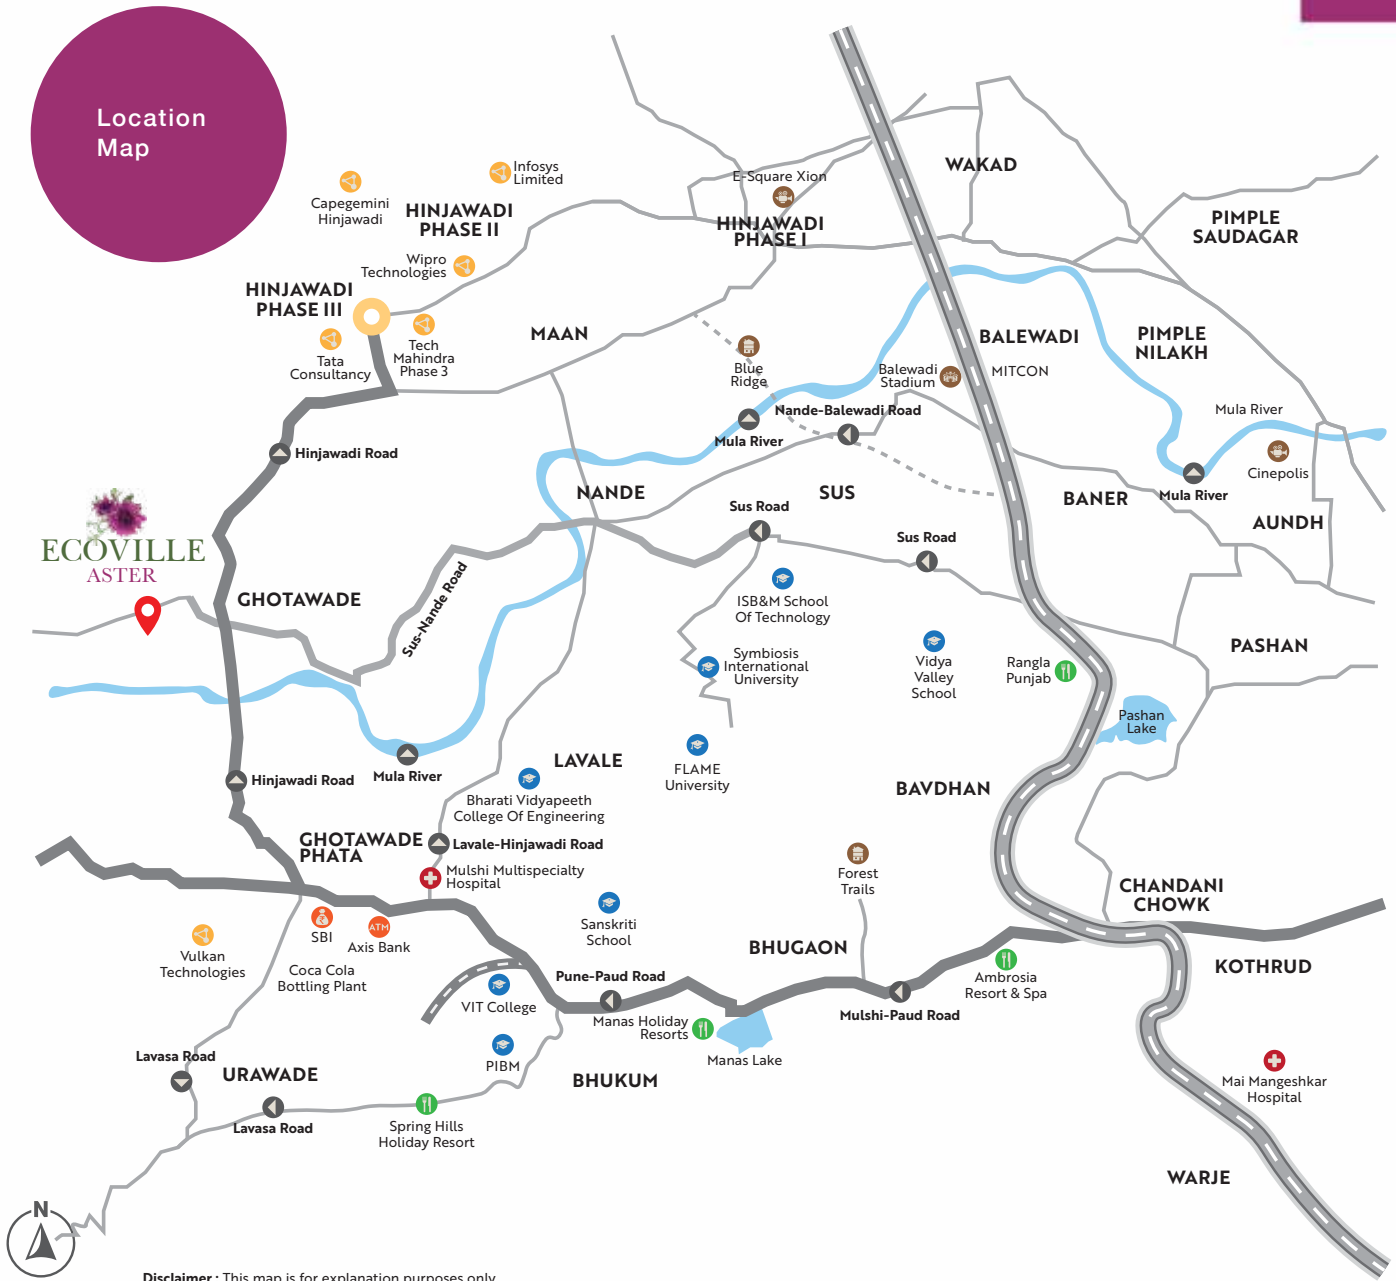 Location
Map
Infosys
Limited
Capegemini
Hinjawadi
HINJAWADI
PHASE II
Wipro
Technologies
HINJAWADI
PHASE III
Tata
Consultancy
Tech
Mahindra
Phase 3
E-Square Xion
HINJAWADI
PHASE I
WAKAD
PIMPLE
SAUDAGAR
MAAN
Blue
Ridge
Balewadi
Stadium
BALEWADI
MITCON
PIMPLE
NILAKH
Mula River
Nande-Balewadi Road
Mula River
Hinjawadi Road
Cinepolis
NANDE
SUS
BANER
Mula River
AUNDH
Sus Road
Sus Road
ECOVILLE
ASTER
GHOTAWADE
Sus-Nande Road
ISB&M School
Of Technology
Symbiosis
International
University
Vidya
Valley
School
Rangla
Punjab
PASHAN
Pashan
Lake
Hinjawadi Road
Mula River
LAVALE
FLAME
University
BAVDHAN
Bharati Vidyapeeth
College Of Engineering
GHOTAWADE
PHATA
Lavale-Hinjawadi Road
Mulshi Multispecialty
Hospital
Forest
Trails
CHANDANI
CHOWK
SBI
ATM
Axis Bank
Sanskriti
School
Vulkan
Technologies
Coca Cola
Bottling Plant
BHUGAON
KOTHRUD
Pune-Paud Road
VIT College
Ambrosia
Resort & Spa
Manas Holiday
Resorts
Mulshi-Paud Road
Manas Lake
Lavasa Road
URAWADE
PIBM
BHUKUM
Mai Mangeshkar
Hospital
Lavasa Road
Spring Hills
Holiday Resort
WARJE
N
Disclaimer : This map is for explanation purposes only